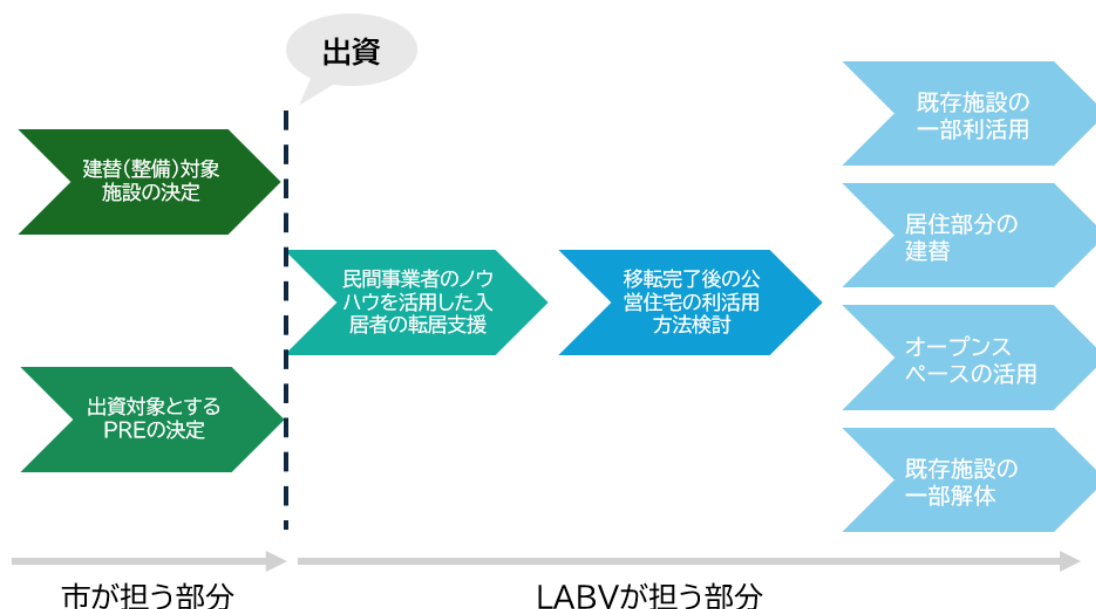 出資
建替(整備)対象
施設の決定
出資対象とする
PREの決定
民間事業者のノウ
ハウを活用した入
居者の転居支援
移転完了後の公
営住宅の利活用
方法検討
既存施設の
一部利活用
居住部分の
建替
オープンス
ペースの活用
既存施設の
一部解体
市が担う部分
LABVが担う部分